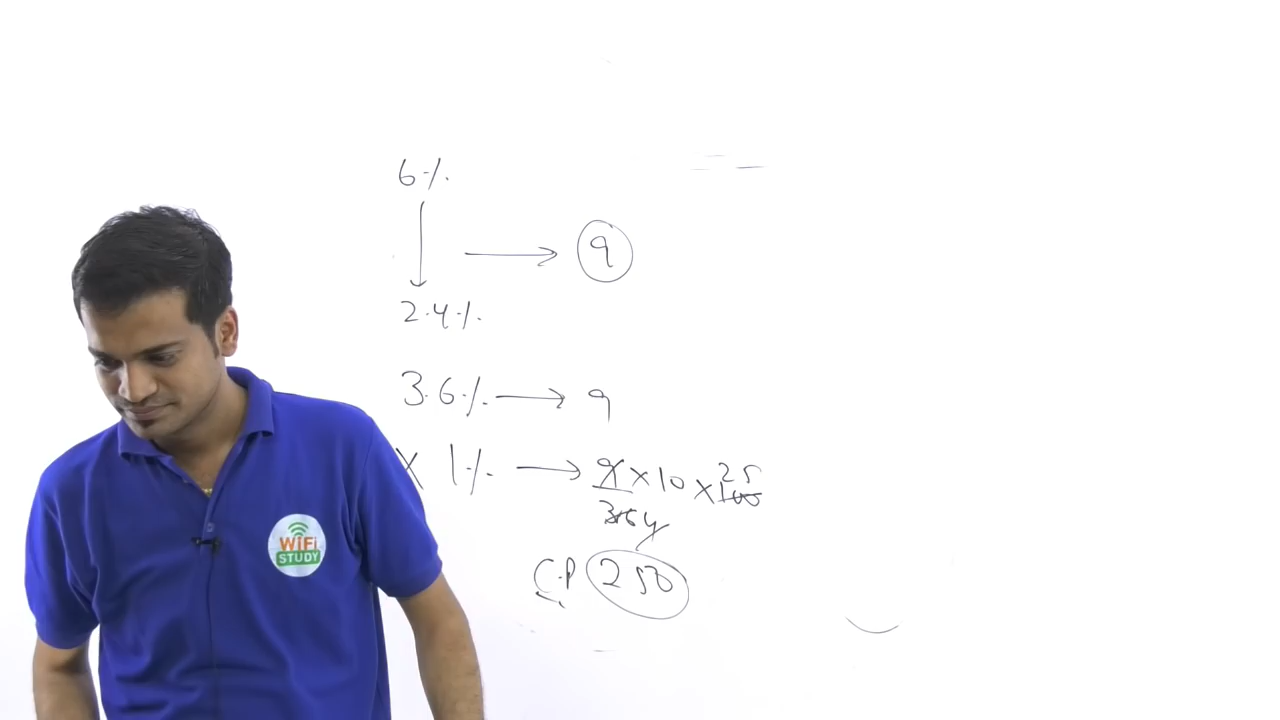 6%
9
2.4%
3.6% → 9
× 1% → 9 × 10 × 100 25
36 4
C.P 250
WiFi
STUDY